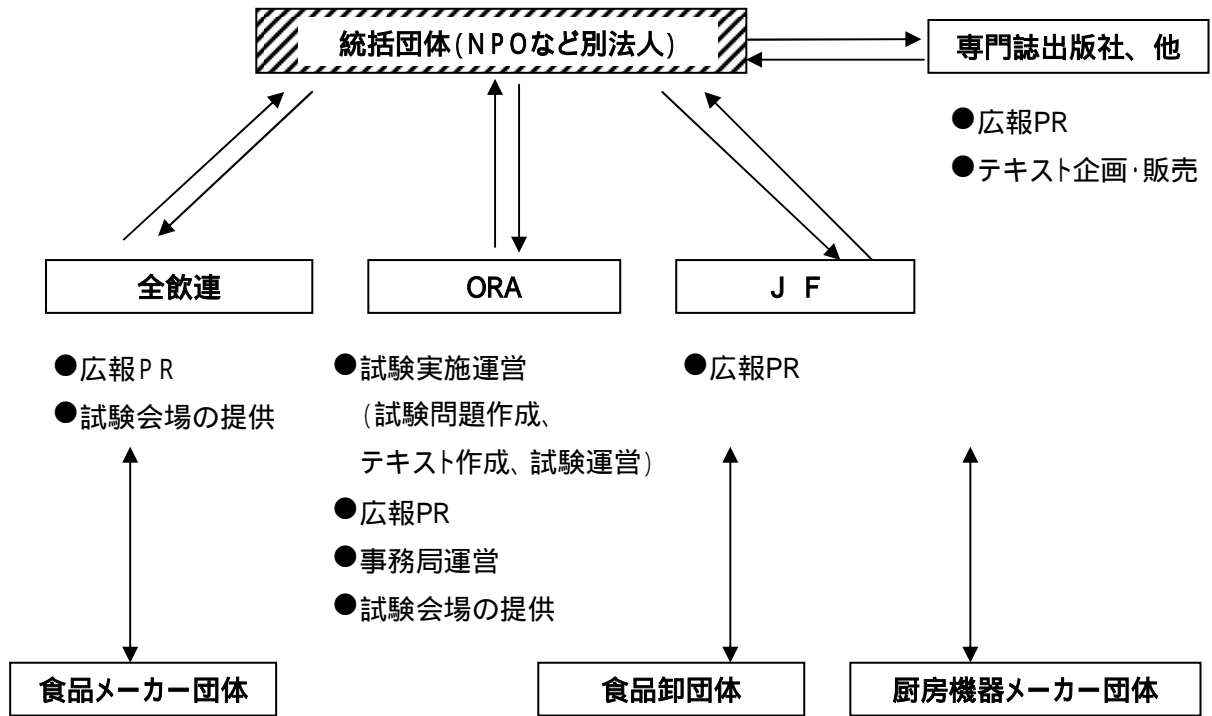 統括団体(NPOなど別法人)
専門誌出版社、他
●広報PR
●テキスト企画・販売
全飲連
ORA
J F
●広報PR
●試験会場の提供
●試験実施運営
(試験問題作成、
テキスト作成、試験運営)
●広報PR
●事務局運営
●試験会場の提供
●広報PR
食品メーカー団体
食品卸団体
厨房機器メーカー団体